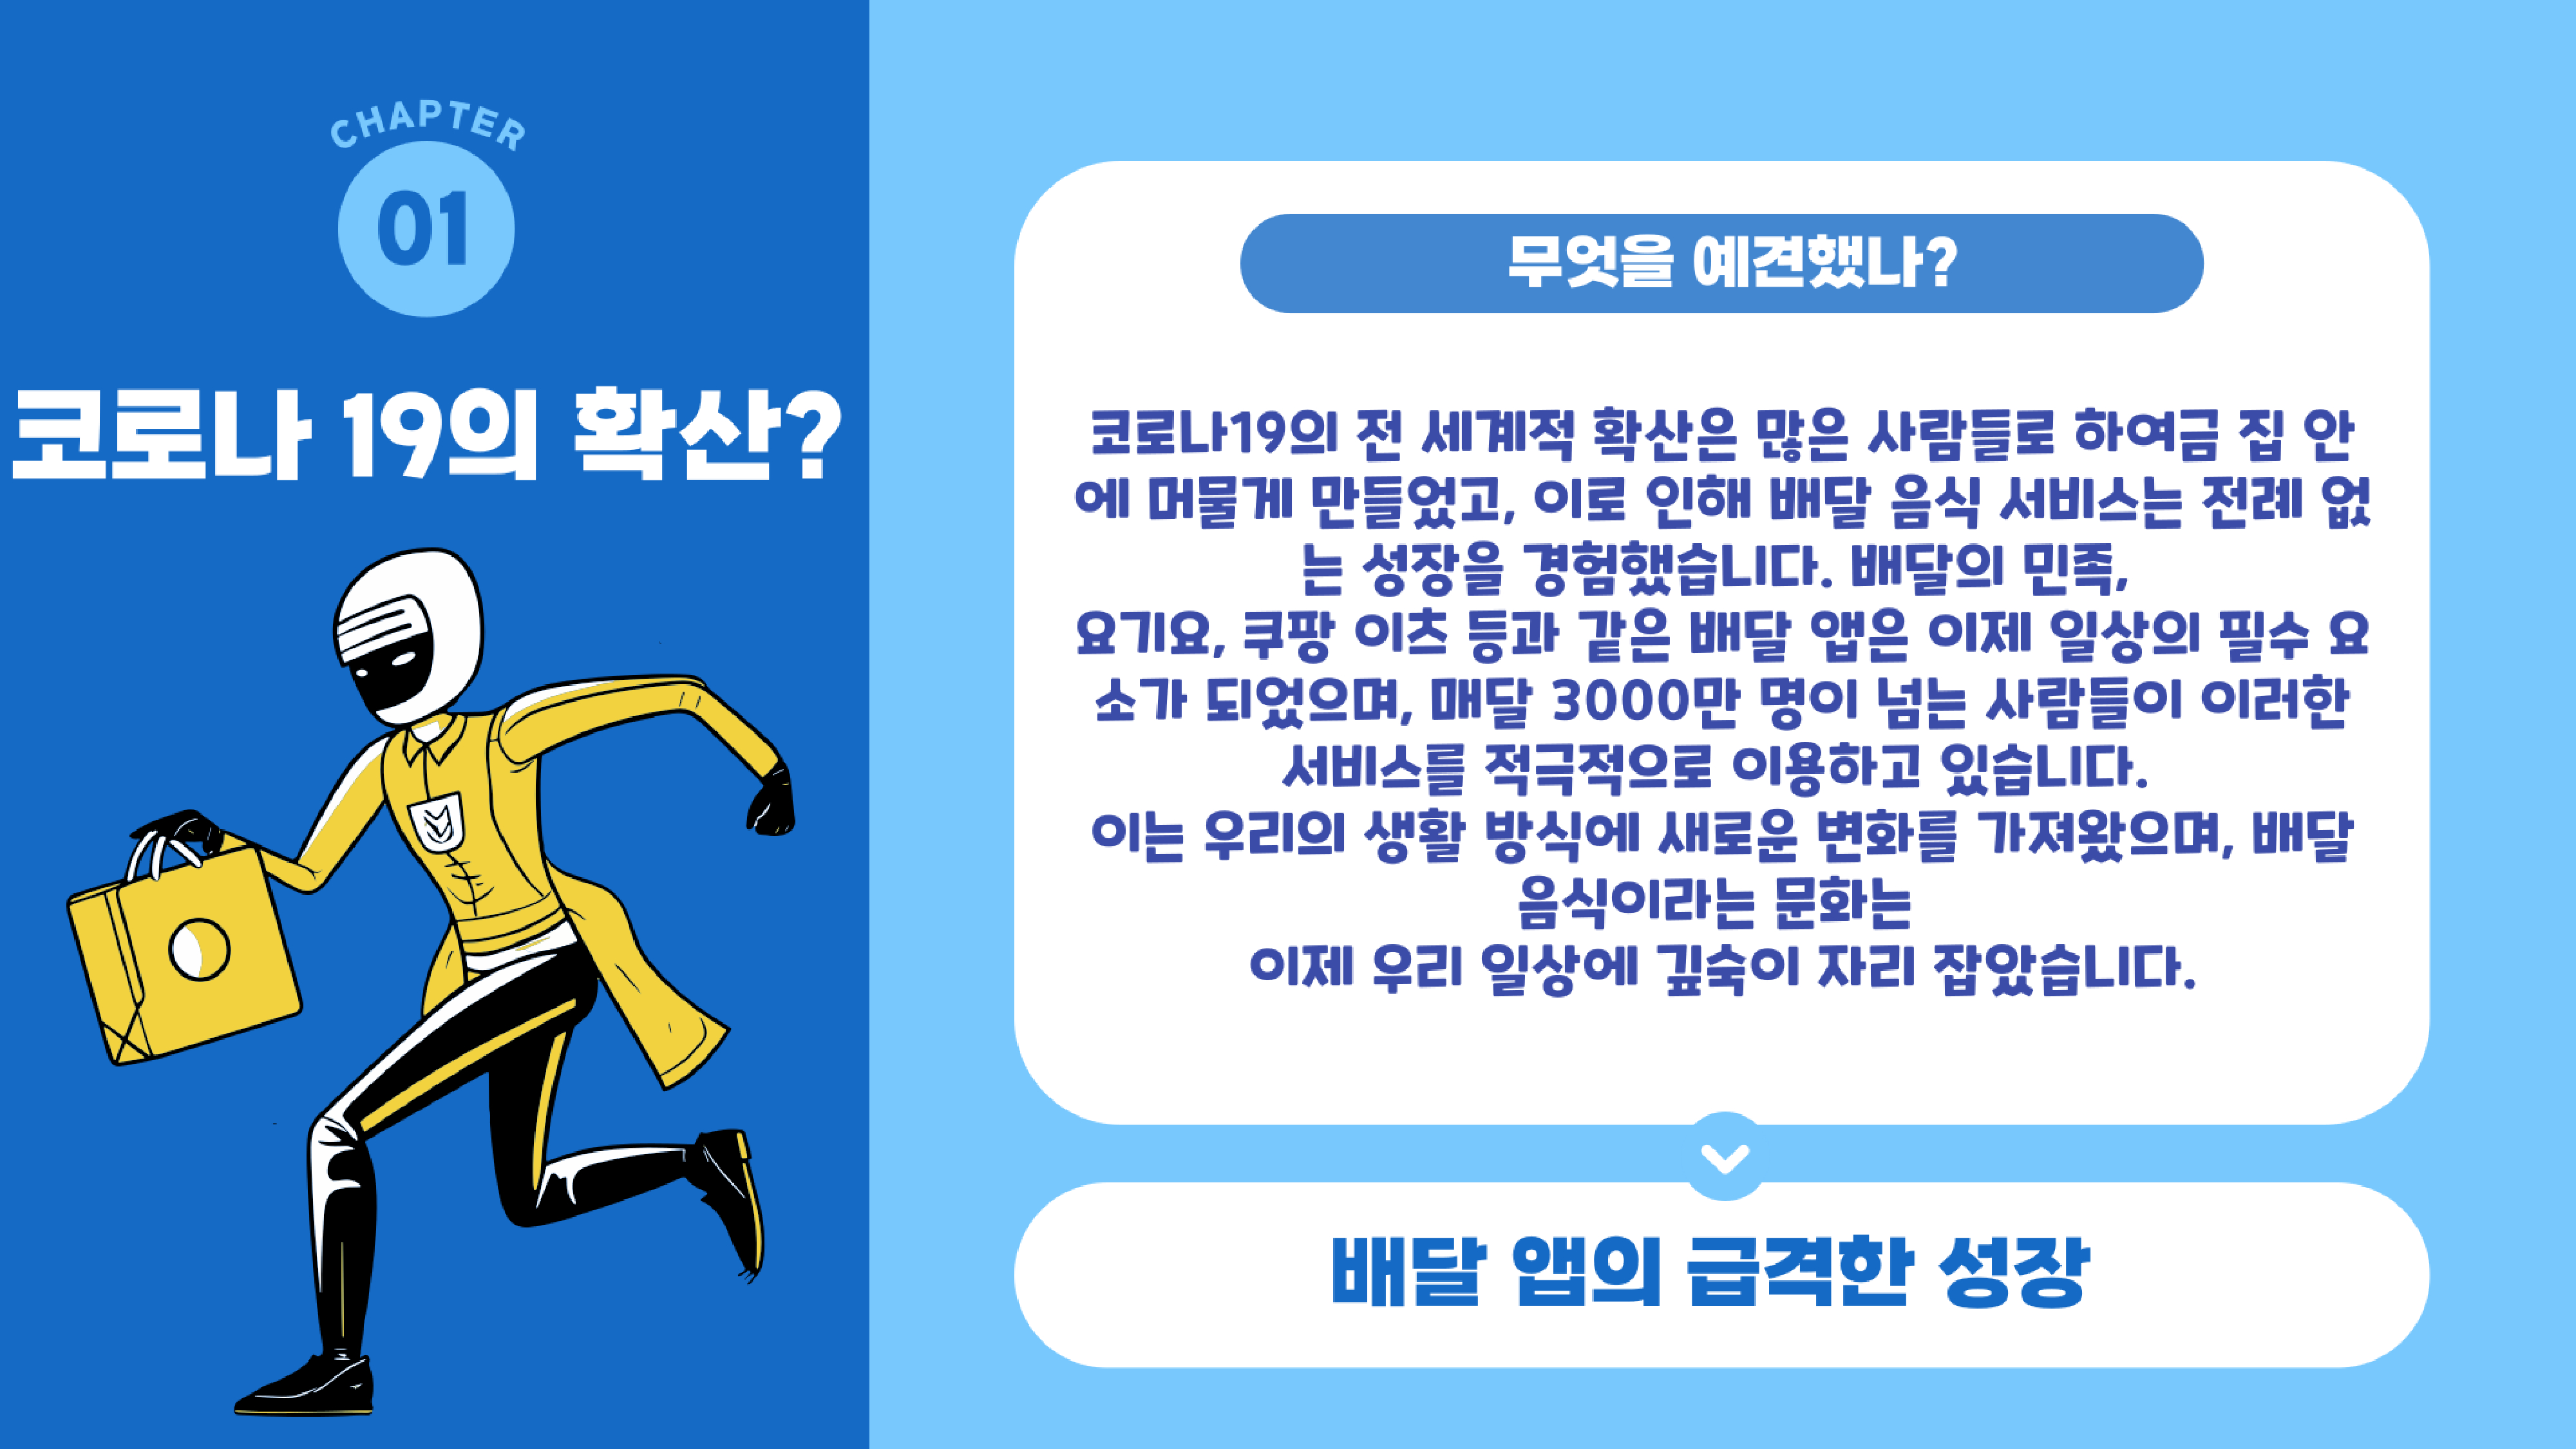 CHAPTER
01
코로나 19의 확산?
무엇을 예견했나?
코로나19의 전 세계적 확산은 많은 사람들로 하여금 집 안
에 머물게 만들었고, 이로 인해 배달 음식 서비스는 전례 없
는 성장을 경험했습니다. 배달의 민족,
요기요, 쿠팡 이츠 등과 같은 배달 앱은 이제 일상의 필수 요
소가 되었으며, 매달 3000만 명이 넘는 사람들이 이러한
서비스를 적극적으로 이용하고 있습니다.
이는 우리의 생활 방식에 새로운 변화를 가져왔으며, 배달
음식이라는 문화는
이제 우리 일상에 깊숙이 자리 잡았습니다.
배달 앱의 급격한 성장